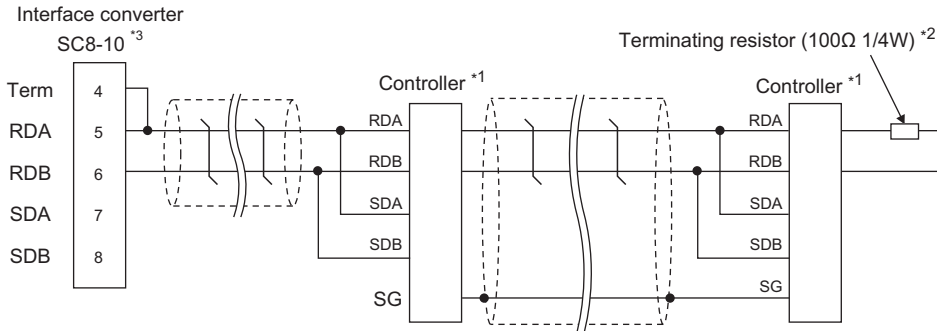 Interface converter
SC8-10 *3
Terminating resistor (100Ω 1/4W) *2
Controller *1
Controller *1
Term 4
RDA 5
RDB 6
SDA 7
SDB 8
RDA
RDB
SDA
SDB
SG
RDA
RDB
SDA
SDB
SG